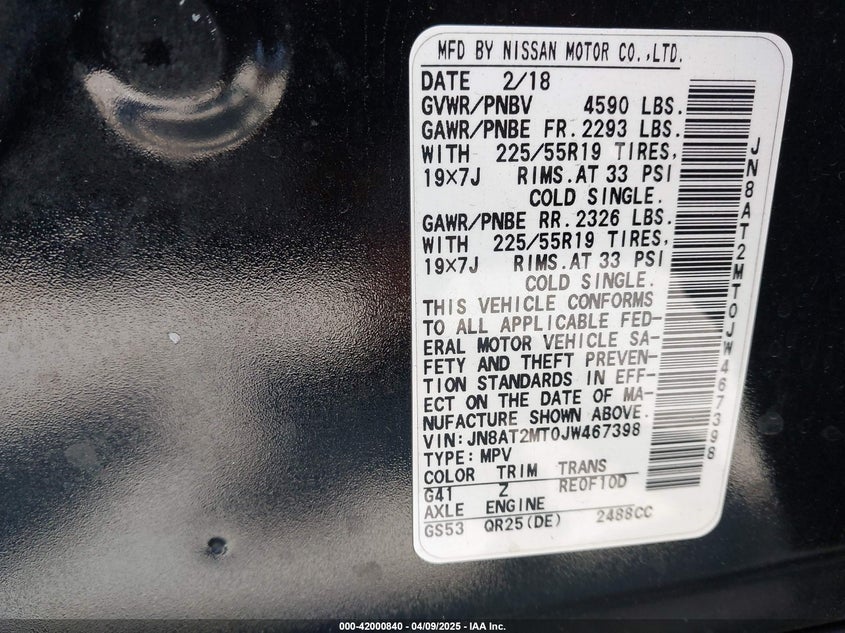 MFD BY NISSAN MOTOR CO.,LTD.
DATE 2/18
GVWR/PNBV 4590 LBS.
GAWR/PNBE FR.2293 LBS.
WITH 225/55R19 TIRES,
19×7J RIMS.AT 33 PSI
COLD SINGLE.
GAWR/PNBE RR.2326 LBS.
WITH 225/55R19 TIRES,
19×7J RIMS.AT 33 PSI
COLD SINGLE.
THIS VEHICLE CONFORMS
TO ALL APPLICABLE FED-
ERAL MOTOR VEHICLE SA-
FETY AND THEFT PREVEN-
TION STANDARDS IN EFF-
ECT ON THE DATE OF MA-
NUFACTURE SHOWN ABOVE.
VIN:JN8AT2MT0JW467398
TYPE:MPV
COLOR TRIM TRANS
G41 Z RE0F10D
AXLE ENGINE
GS53 QR25(DE) 2488CC
JN8AT2MT0JW467398
000-42000840 - 04/09/2025 - IAA Inc.